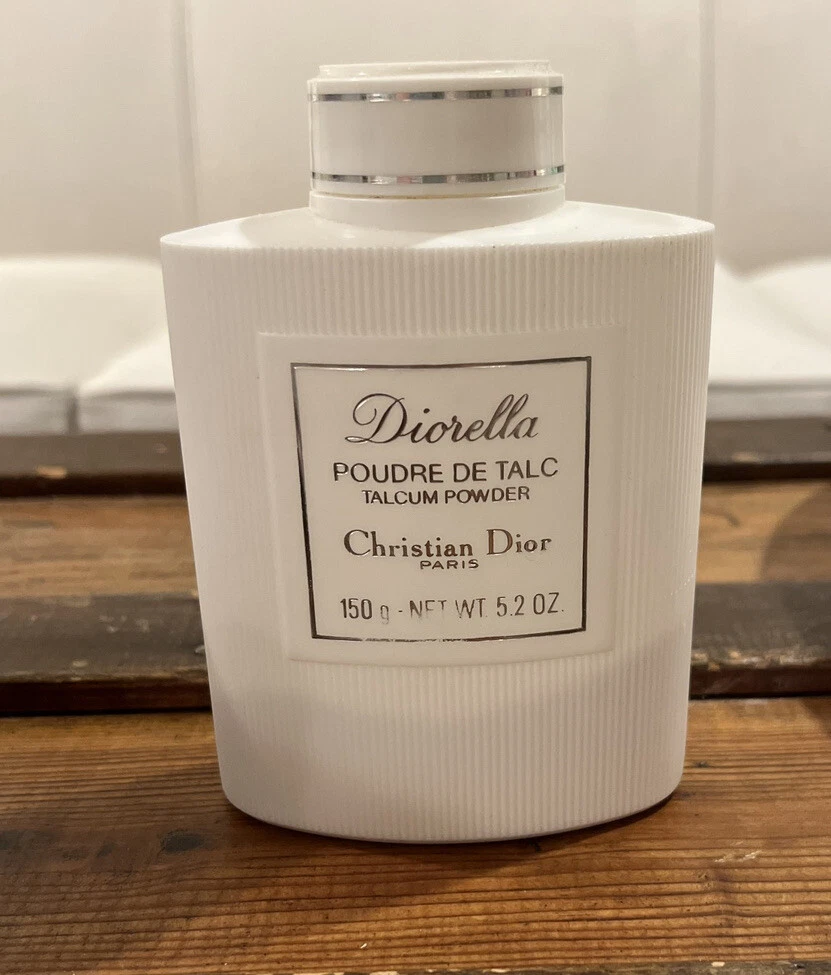 Diorella
POUDRE DE TALC
TALCUM POWDER
Christian Dior
PARIS
150 g - NET WT. 5.2 OZ.